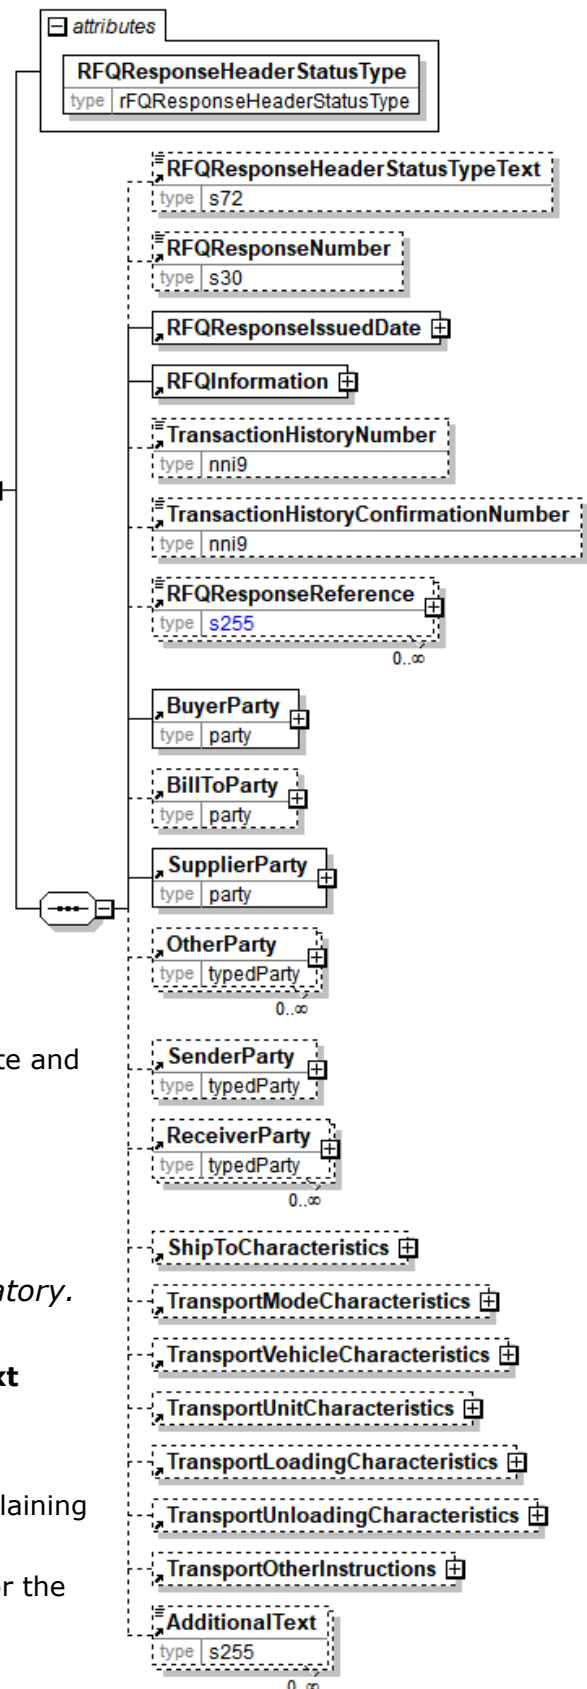 attributes
RFQResponseHeaderStatusType
type rFQResponseHeaderStatusType
RFQResponseHeaderStatusTypeText
type s72
RFQResponseNumber
type s30
RFQResponseIssuedDate
RFQInformation
TransactionHistoryNumber
type nni9
TransactionHistoryConfirmationNumber
type nni9
RFQResponseReference
type s255
0..∞
BuyerParty
type party
BillToParty
type party
SupplierParty
type party
OtherParty
type typedParty
0..∞
te and
SenderParty
type typedParty
ReceiverParty
type typedParty
0..∞
ShipToCharacteristics
atory.
TransportModeCharacteristics
TransportVehicleCharacteristics
xt
TransportUnitCharacteristics
TransportLoadingCharacteristics
laining
TransportUnloadingCharacteristics
TransportOtherInstructions
or the
AdditionalText
type s255
0..∞